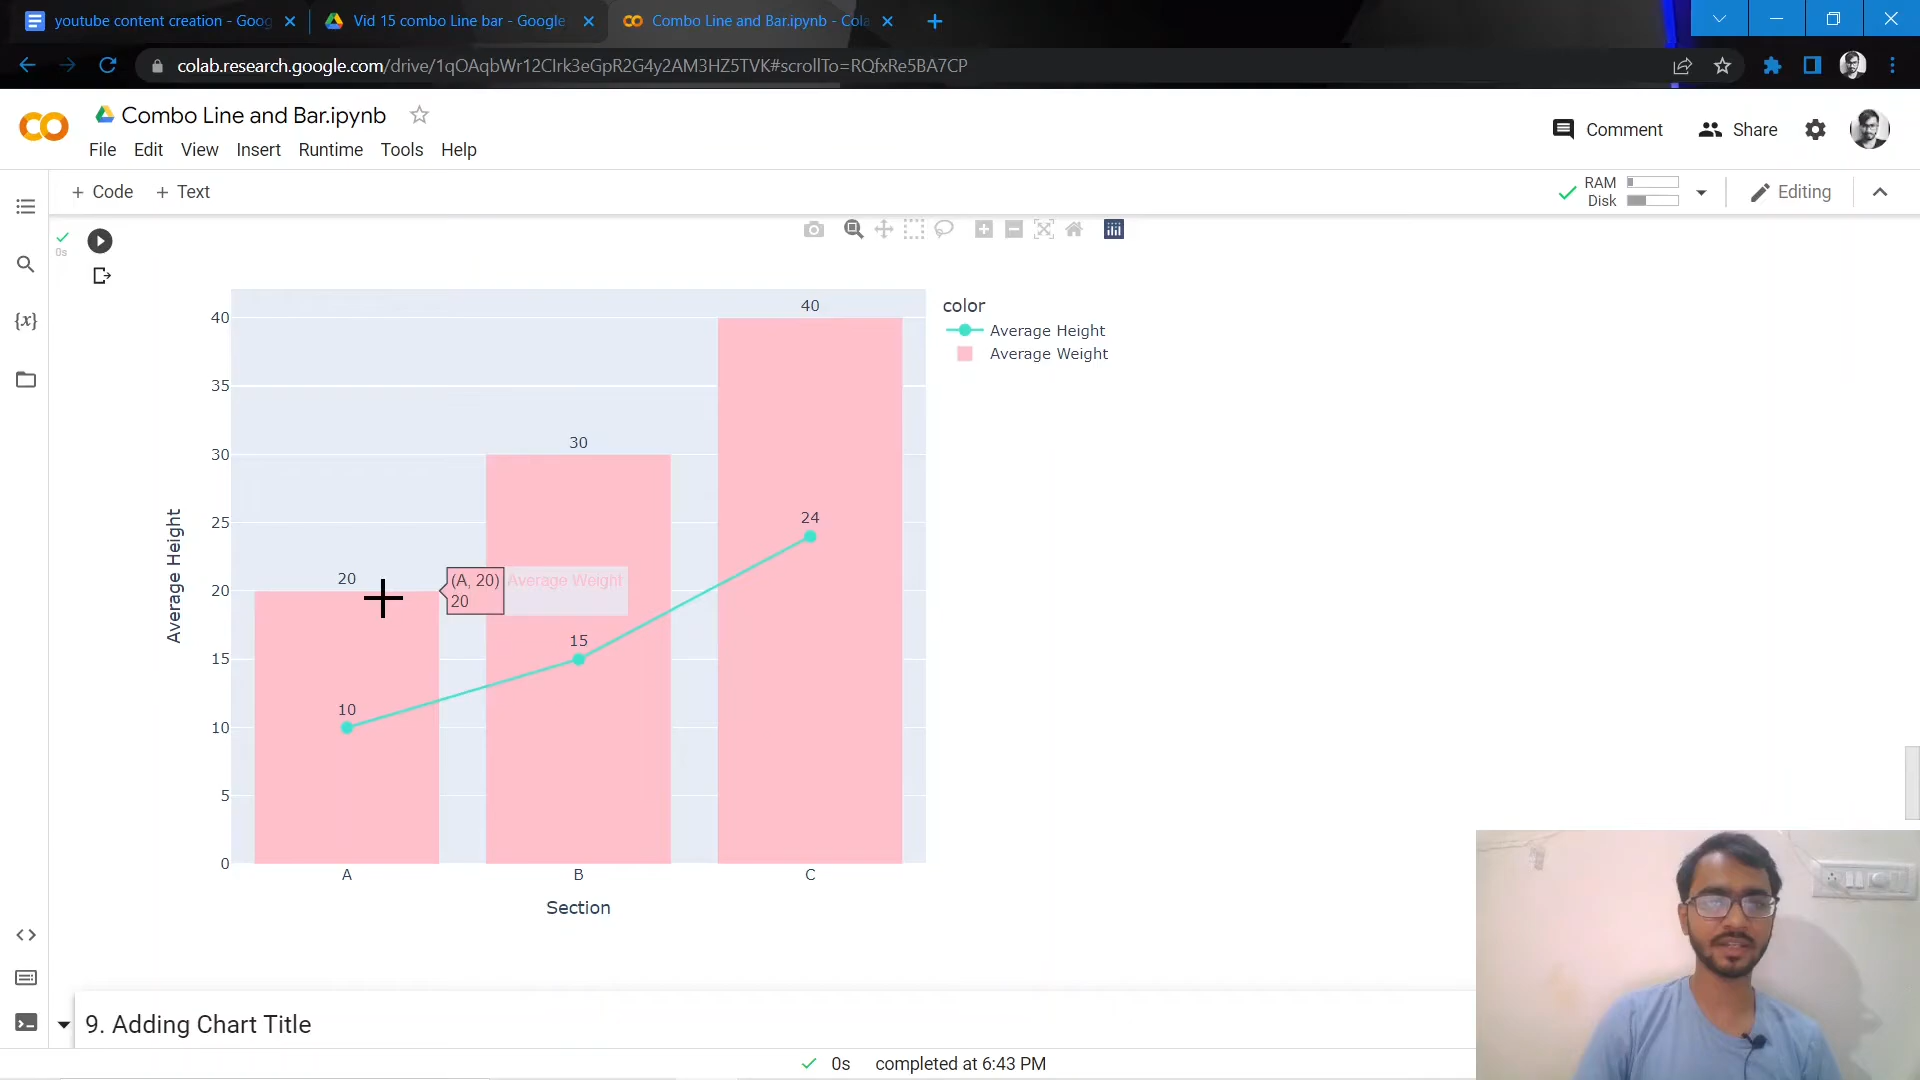 youtube content creation - Goog
Vid 15 combo Line bar - Google
Combo Line and Bar.ipynb - Cola
colab.research.google.com/drive/1qOAqbWr12CIrk3eGpR2G4y2AM3HZ5TVK#scrollTo=RQfxRe5BA7CP
Combo Line and Bar.ipynb
File Edit View Insert Runtime Tools Help
Comment Share
+ Code + Text
RAM
Disk
Editing
0s
{x}
color
Average Height
Average Weight
40
35
30
25
20
15
10
5
0
Average Height
40
30
20
24
15
10
(A, 20)
20
Average Weight
A B C
Section
9. Adding Chart Title
0s completed at 6:43 PM